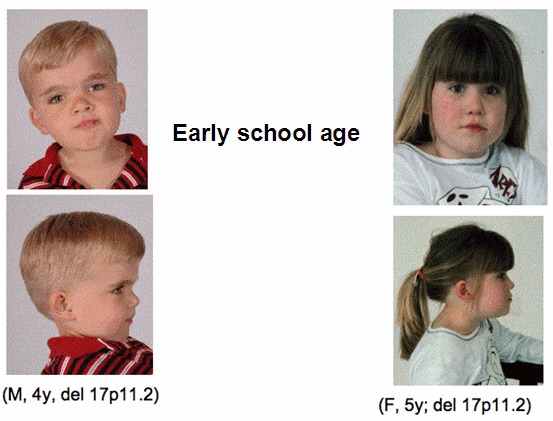 Early school age
(M, 4y, del 17p11.2)
(F, 5y; del 17p11.2)